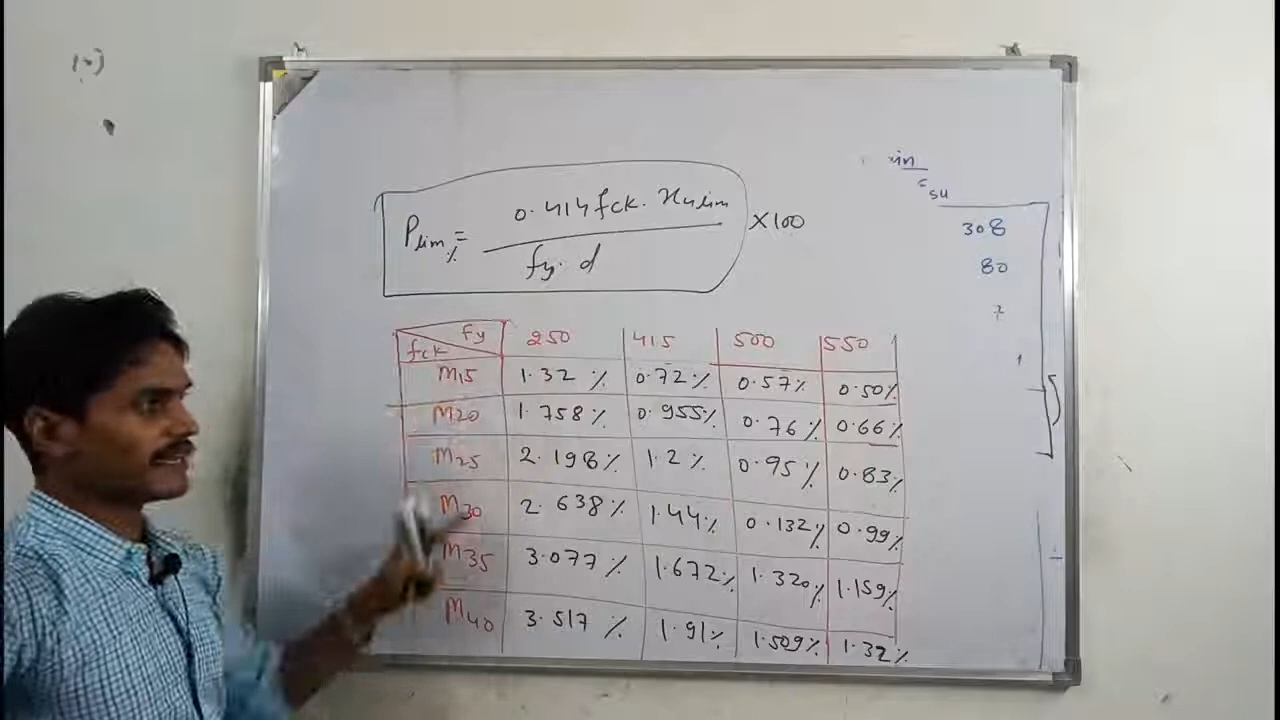 (x)
in
εsu
308
80
7
Plim % = 0.414 fck. xulim / fy. d × 100
fck fy 250 415 500 550
M15 1.32 % 0.72 % 0.57 % 0.50%
M20 1.758 % 0.955% 0.76 % 0.66%
M25 2.198% 1.2 % 0.95 % 0.83%
M30 2.638 % 1.44% 0.132 % 0.99%
M35 3.077 % 1.672% 1.320% 1.159%
M40 3.517 % 1.91% 1.509% 1.32%